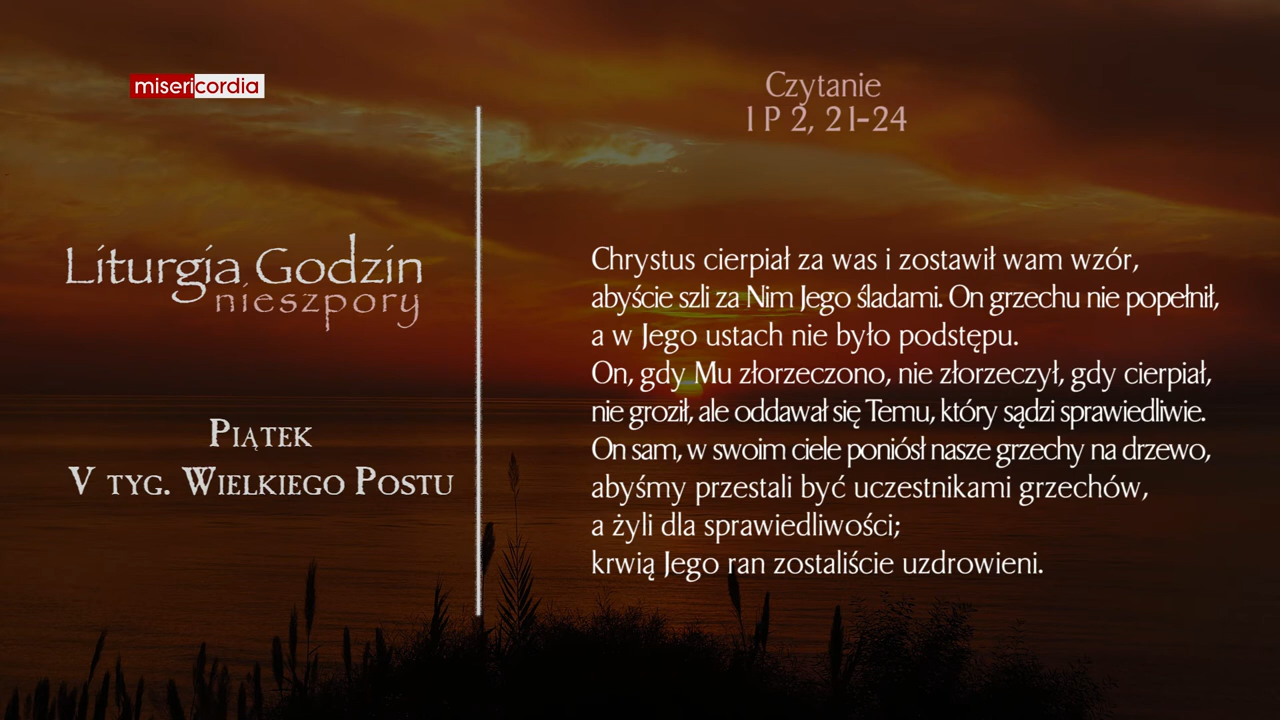 misericordia
Liturgia Godzin
nieszpory
Piątek
V tyg. Wielkiego Postu
Czytanie
1 P 2, 21-24
Chrystus cierpiał za was i zostawił wam wzór,
abyście szli za Nim Jego śladami. On grzechu nie popełnił,
a w Jego ustach nie było podstępu.
On, gdy Mu złorzeczono, nie złorzeczył, gdy cierpiał,
nie groził, ale oddawał się Temu, który sądzi sprawiedliwie.
On sam, w swoim ciele poniósł nasze grzechy na drzewo,
abyśmy przestali być uczestnikami grzechów,
a żyli dla sprawiedliwości;
krwią Jego ran zostaliście uzdrowieni.